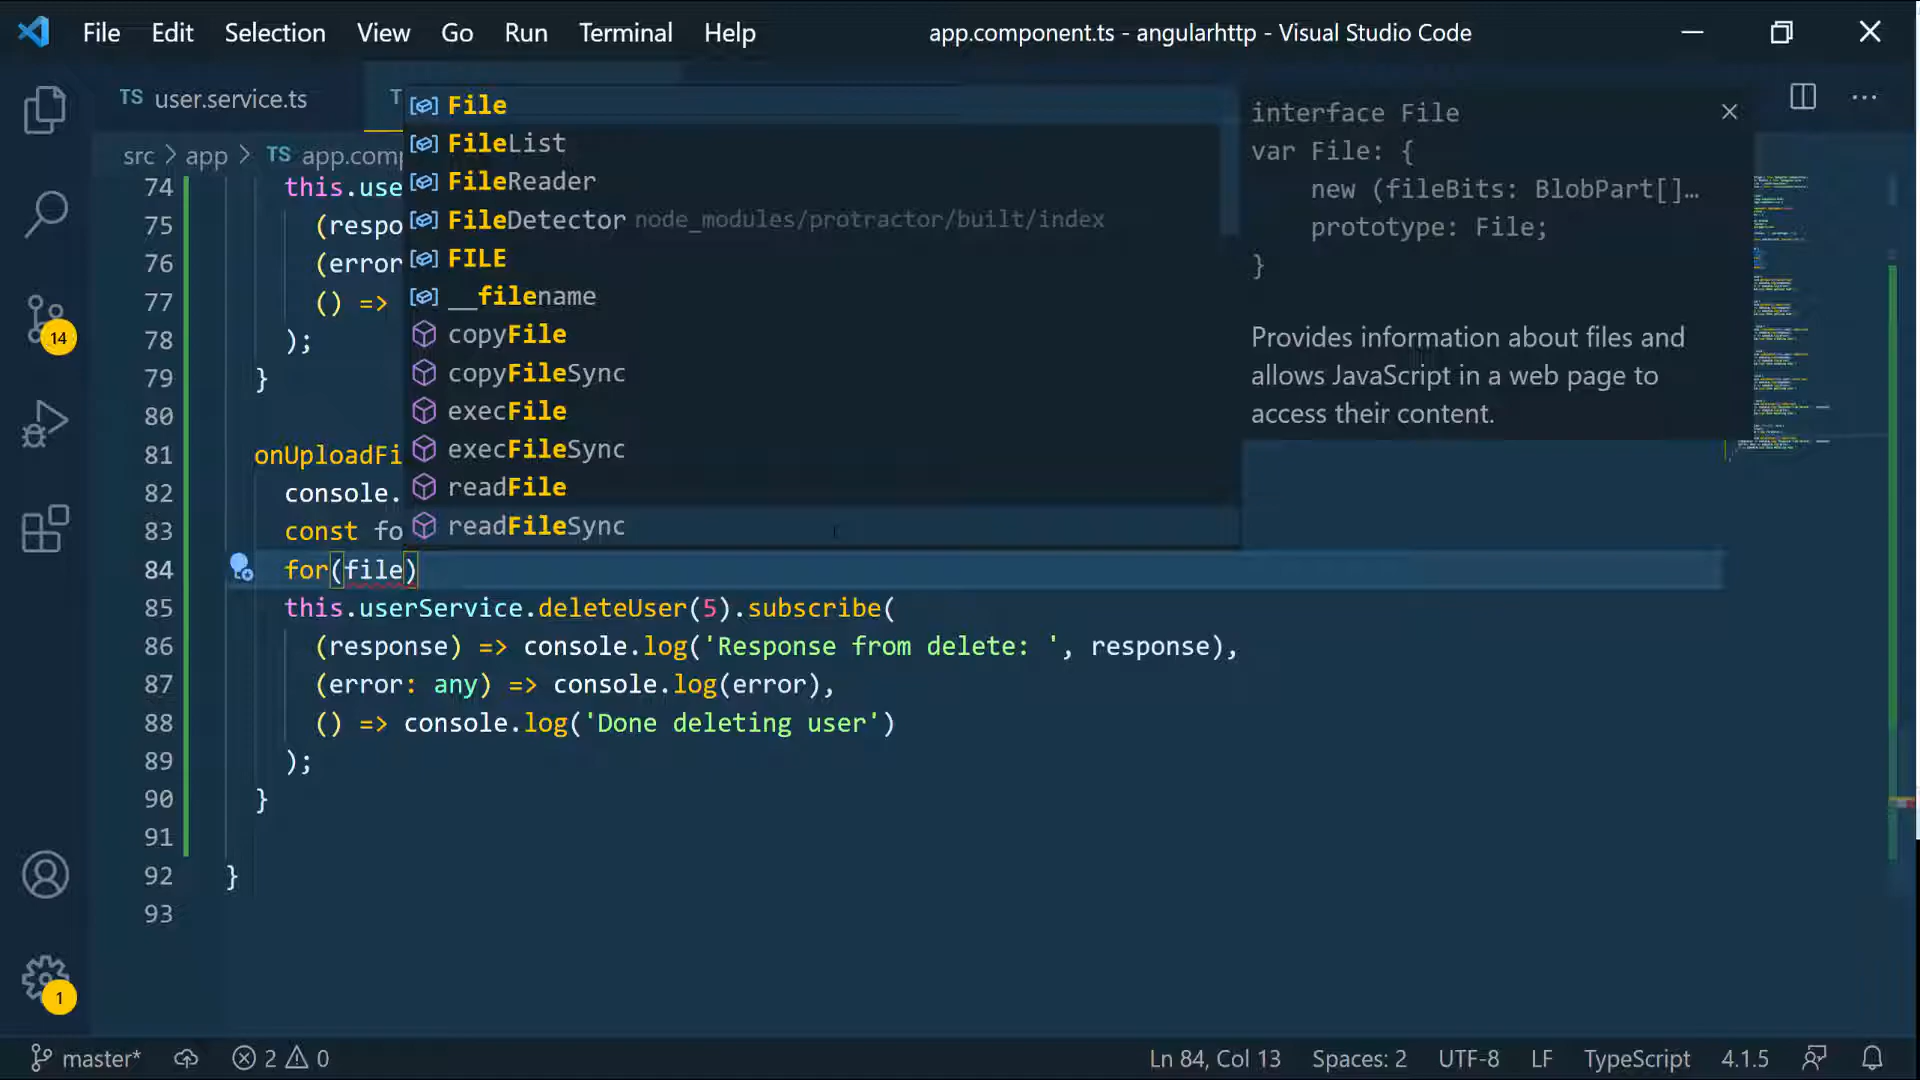 File Edit Selection View Go Run Terminal Help app.component.ts - angularhttp - Visual Studio Code
TS user.service.ts T
src > app > TS app.comp
File
FileList
FileReader
FileDetector node_modules/protractor/built/index
FILE
__filename
copyFile
copyFileSync
execFile
execFileSync
readFile
readFileSync
interface File
var File: {
new (fileBits: BlobPart[]…
prototype: File;
}
Provides information about files and
allows JavaScript in a web page to
access their content.
74 this.use
75 (respo
76 (error
77 () =>
78 );
79 }
80
81 onUploadFi
82 console.
83 const fo
84 for(file)
85 this.userService.deleteUser(5).subscribe(
86 (response) => console.log('Response from delete: ', response),
87 (error: any) => console.log(error),
88 () => console.log('Done deleting user')
89 );
90 }
91
92 }
93
14
1
master* 2 0 Ln 84, Col 13 Spaces: 2 UTF-8 LF TypeScript 4.1.5